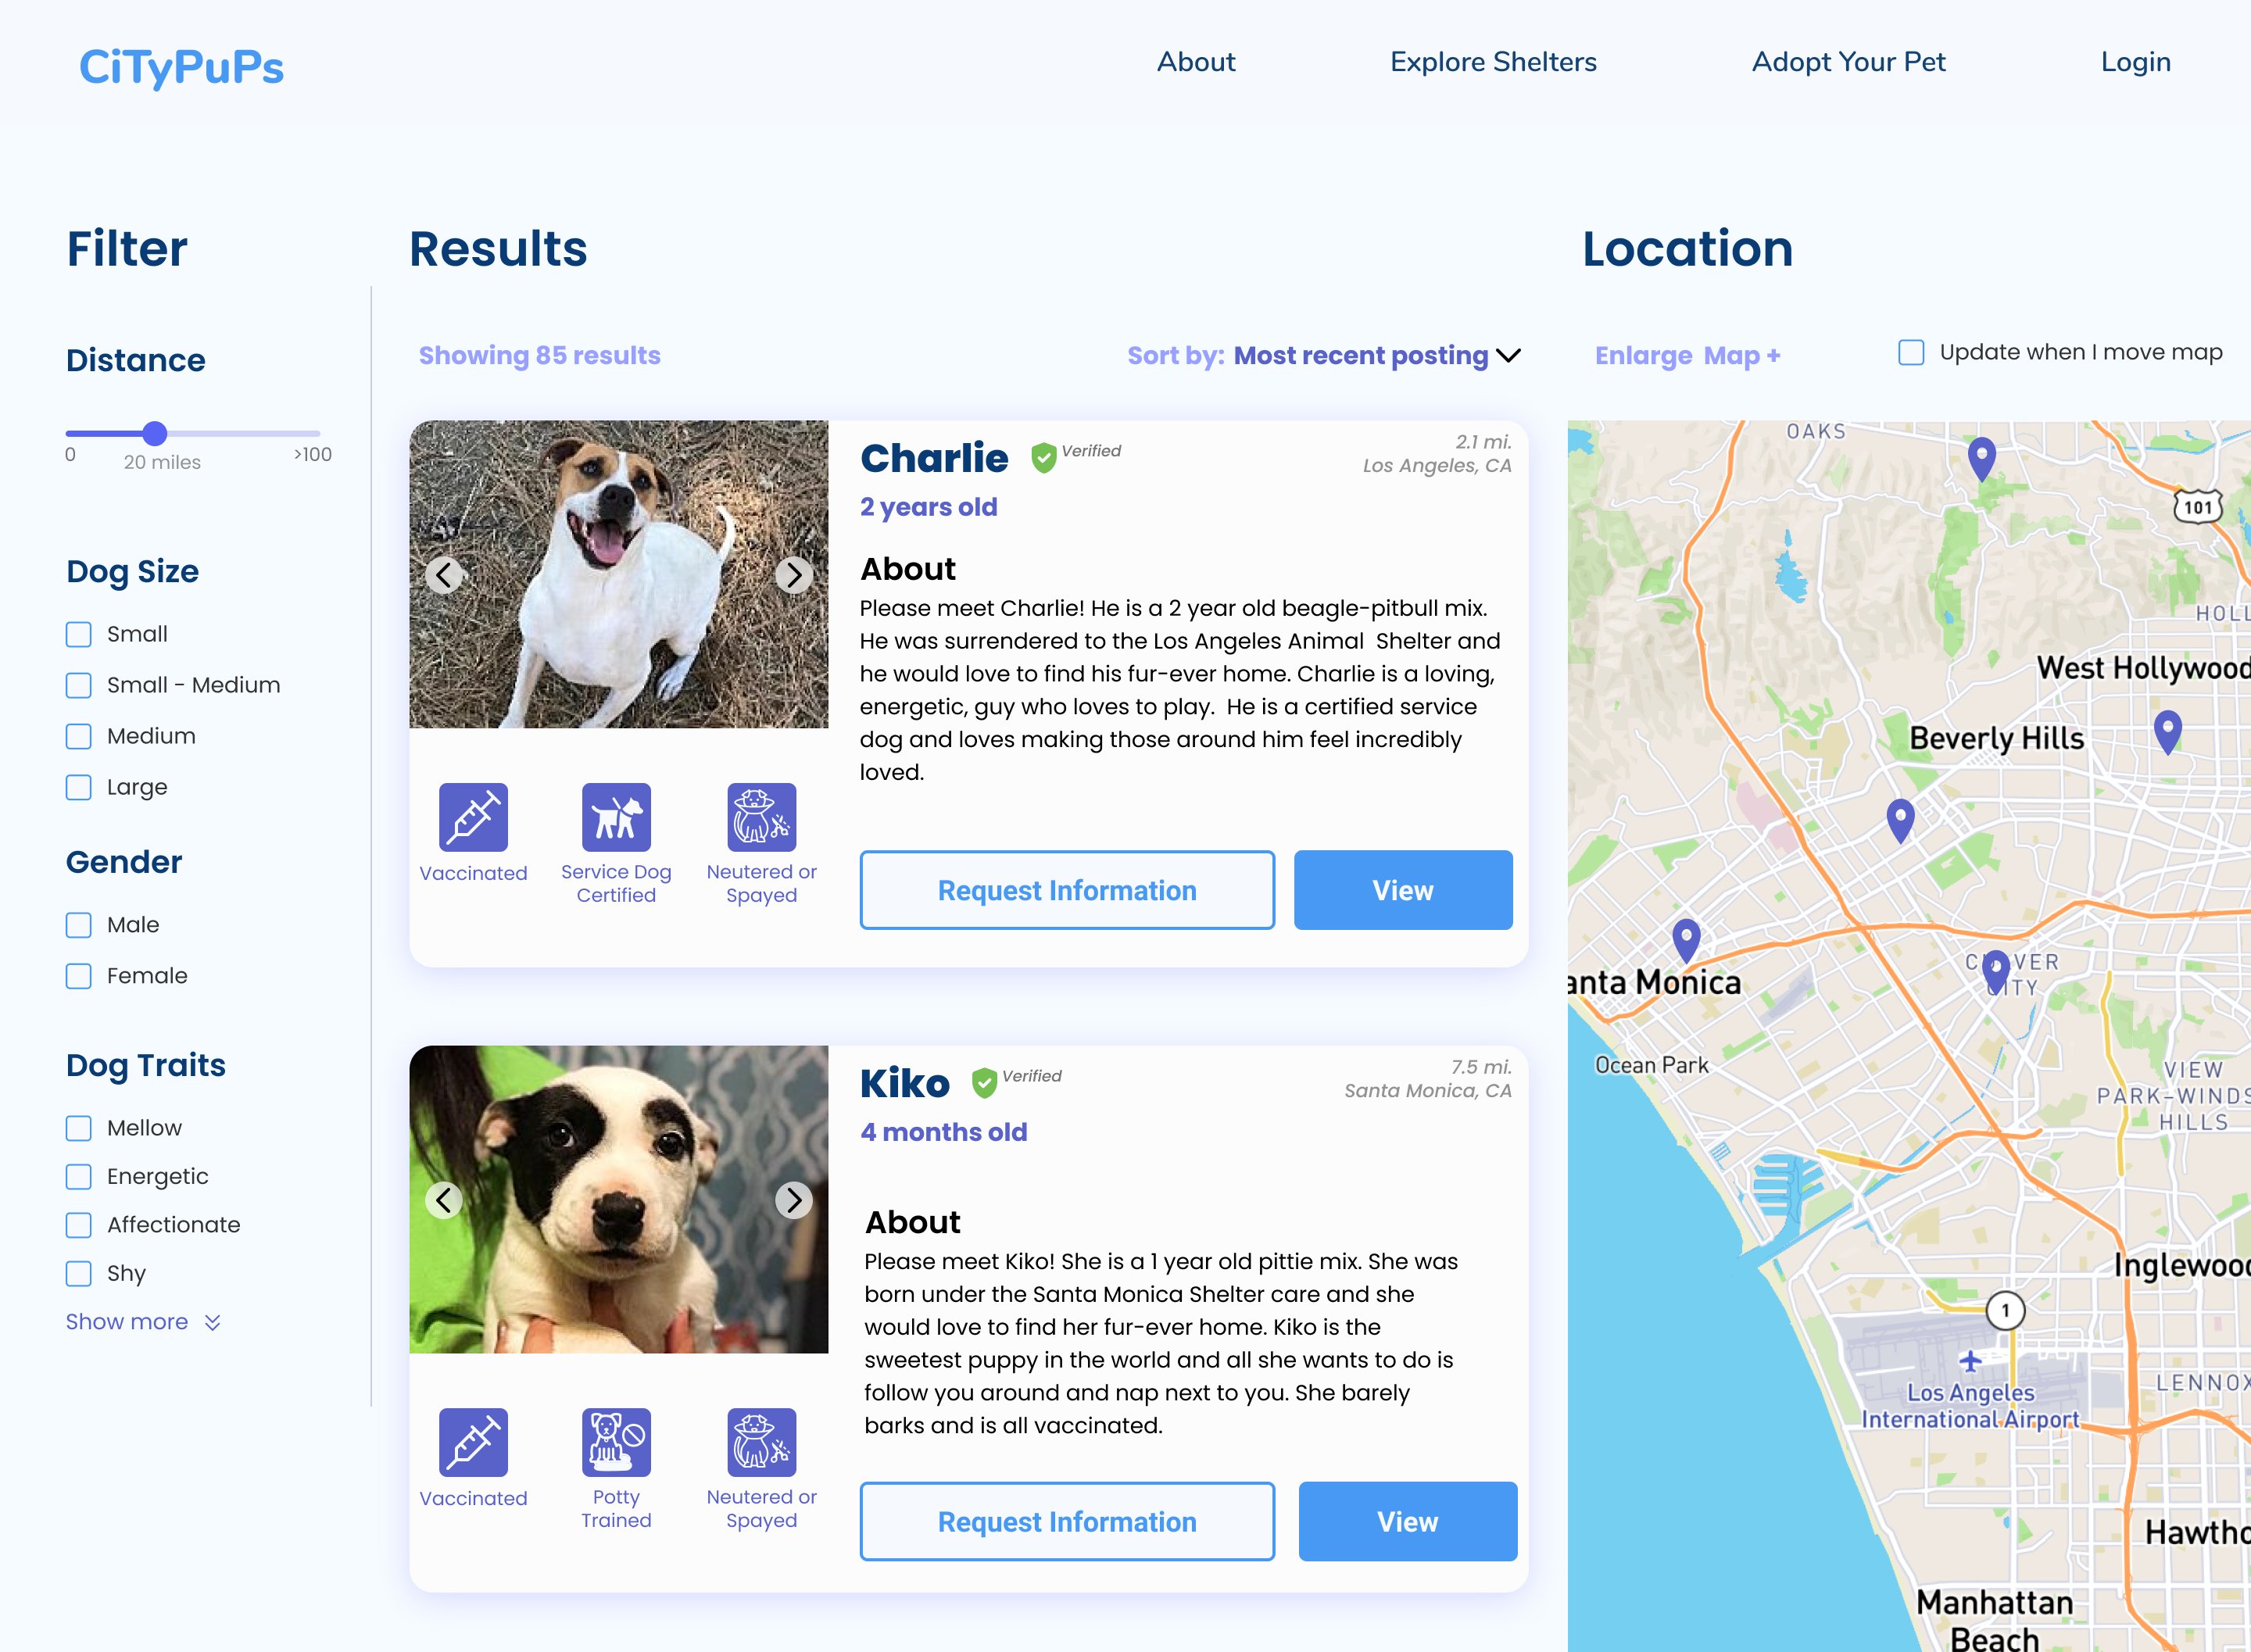 CiTyPuPs
About
Explore Shelters
Adopt Your Pet
Login
Filter
Distance
0
20 miles
>100
Dog Size
Small
Small - Medium
Medium
Large
Gender
Male
Female
Dog Traits
Mellow
Energetic
Affectionate
Shy
Show more
Results
Showing 85 results
Sort by: Most recent posting
Charlie
Verified
2.1 mi.
Los Angeles, CA
2 years old
About
Please meet Charlie! He is a 2 year old beagle-pitbull mix.
He was surrendered to the Los Angeles Animal  Shelter and
he would love to find his fur-ever home. Charlie is a loving,
energetic, guy who loves to play.  He is a certified service
dog and loves making those around him feel incredibly
loved.
Vaccinated
Service Dog
Certified
Neutered or
Spayed
Request Information
View
Kiko
Verified
7.5 mi.
Santa Monica, CA
4 months old
About
Please meet Kiko! She is a 1 year old pittie mix. She was
born under the Santa Monica Shelter care and she
would love to find her fur-ever home. Kiko is the
sweetest puppy in the world and all she wants to do is
follow you around and nap next to you. She barely
barks and is all vaccinated.
Vaccinated
Potty
Trained
Neutered or
Spayed
Request Information
View
Location
Enlarge  Map +
Update when I move map
OAKS
101
HOLL
West Hollywood
Beverly Hills
anta Monica
C VER
CITY
Ocean Park
VIEW
PARK-WINDS
HILLS
Inglewood
1
Los Angeles
International Airport
LENNOX
Hawtho
Manhattan
Beach